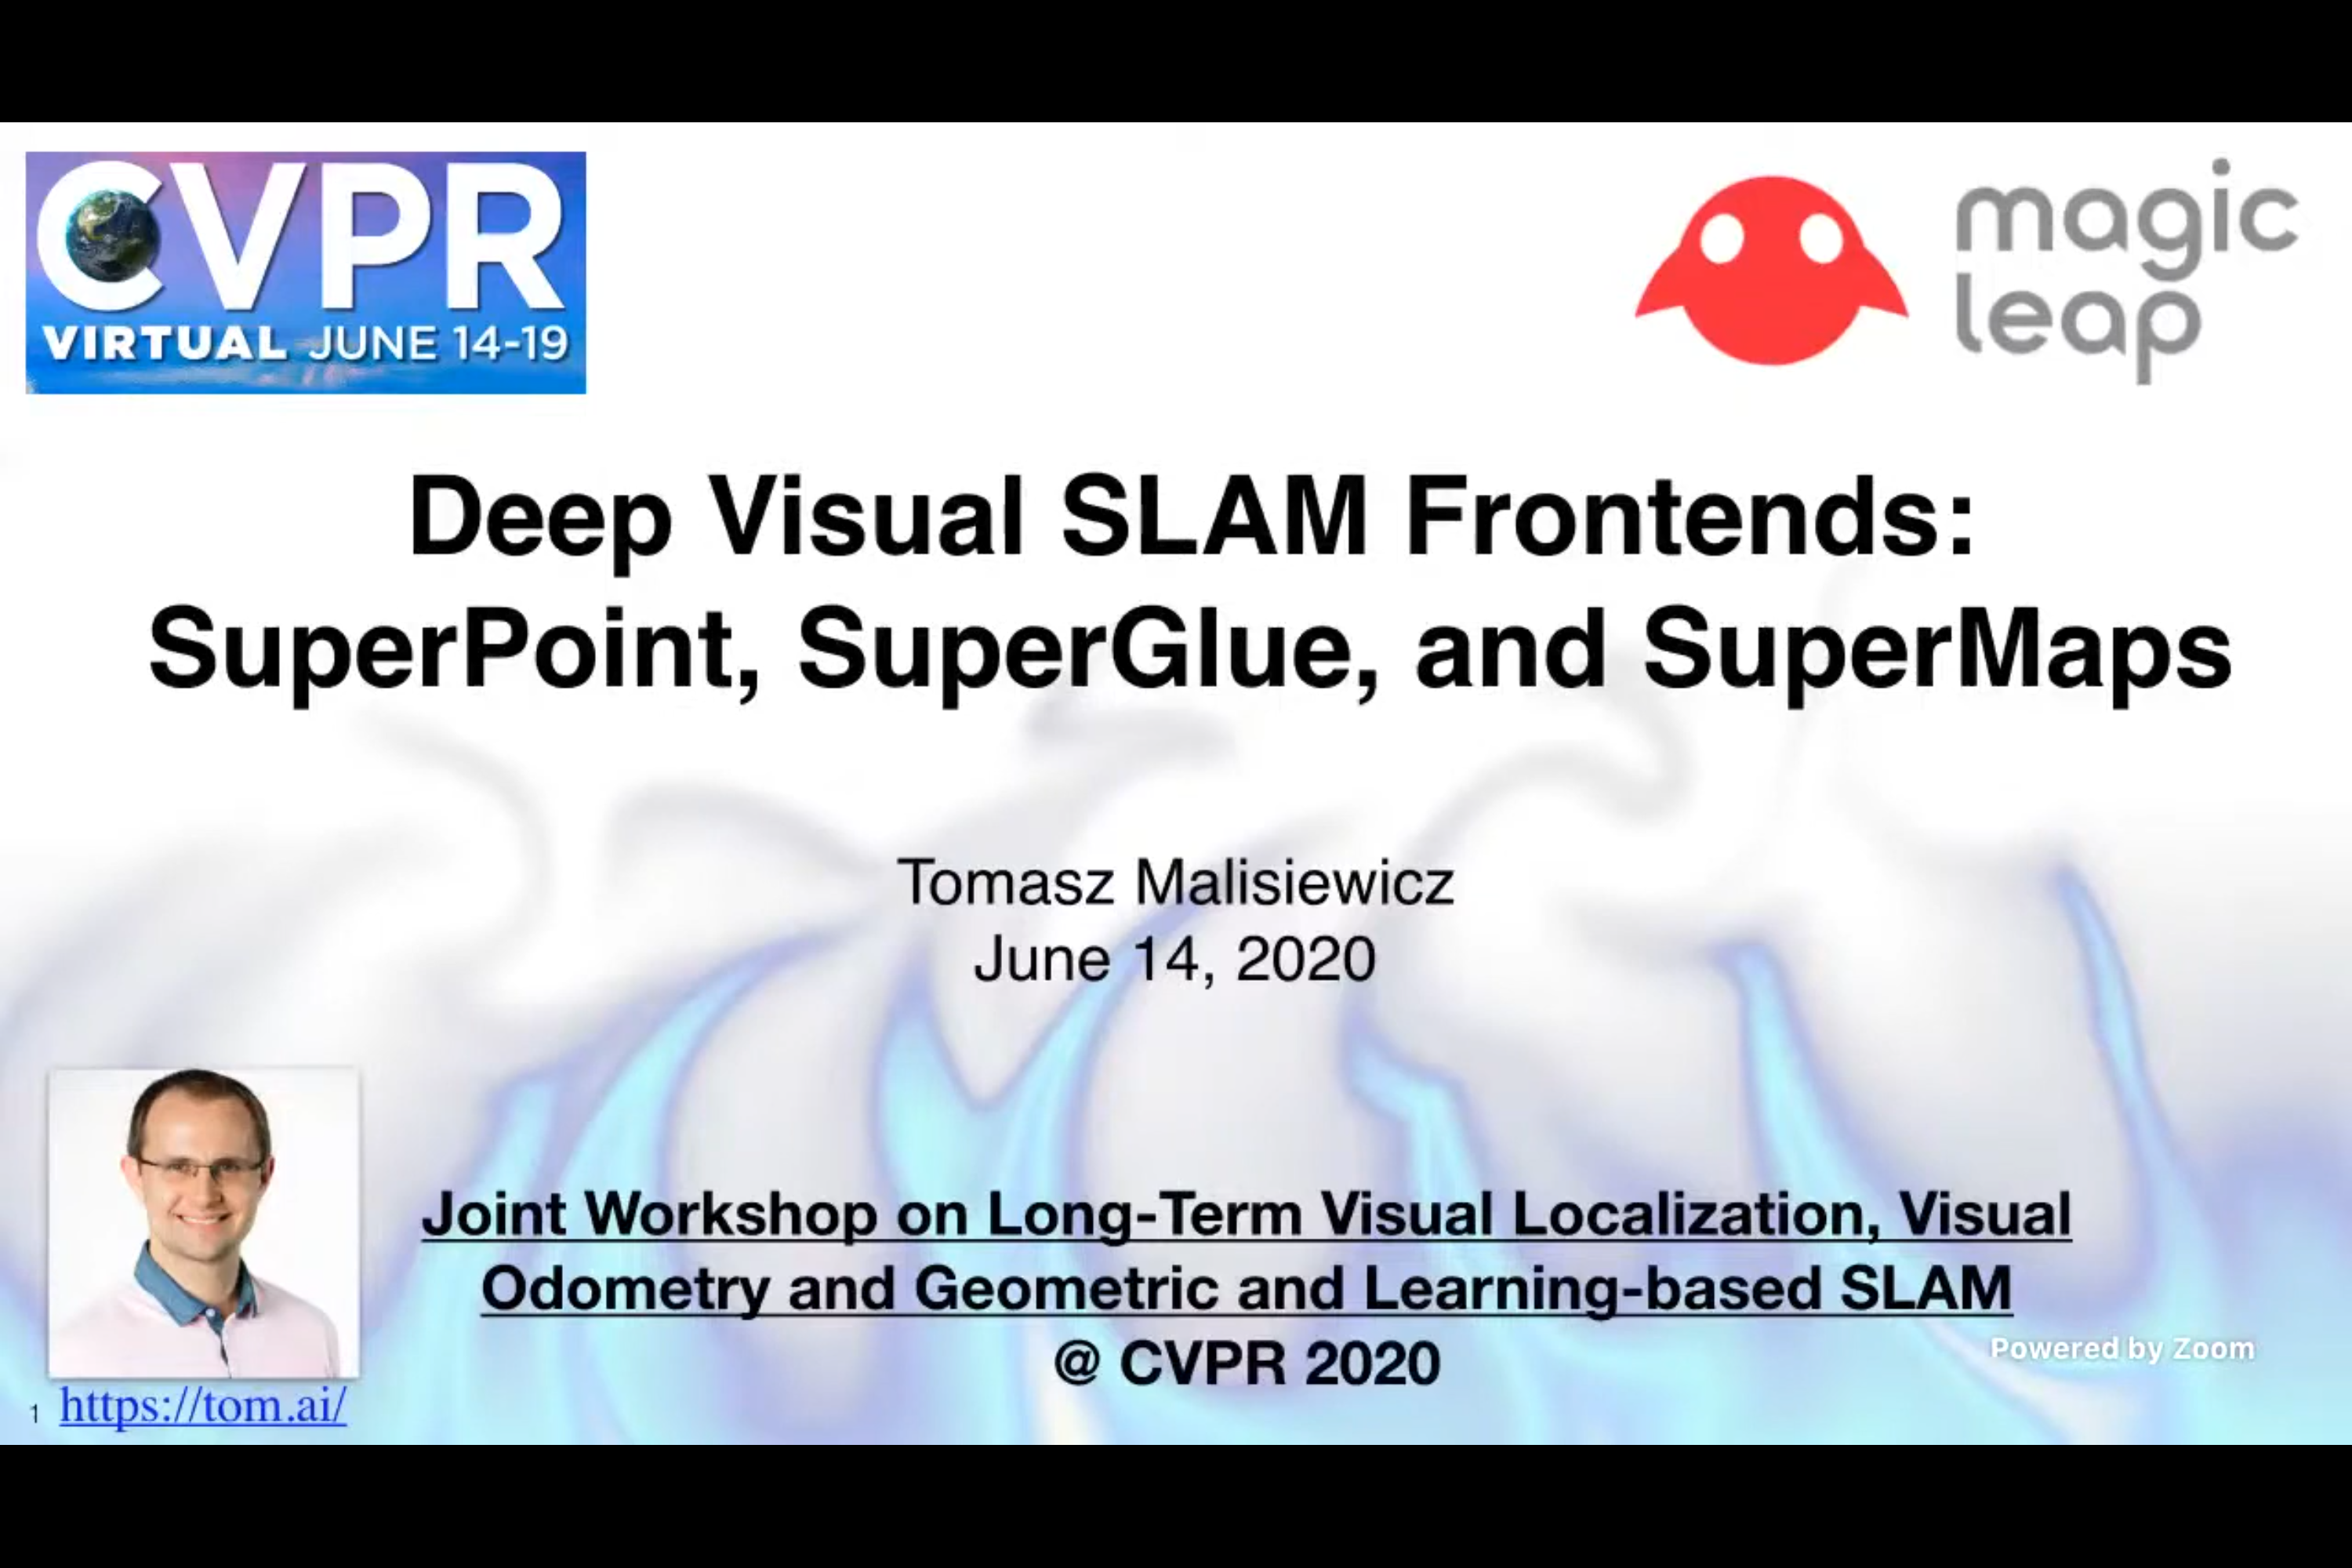 CVPR
VIRTUAL JUNE 14-19
magic
leap
Deep Visual SLAM Frontends:
SuperPoint, SuperGlue, and SuperMaps
Tomasz Malisiewicz
June 14, 2020
Joint Workshop on Long-Term Visual Localization, Visual
Odometry and Geometric and Learning-based SLAM
@ CVPR 2020
Powered by Zoom
1 https://tom.ai/